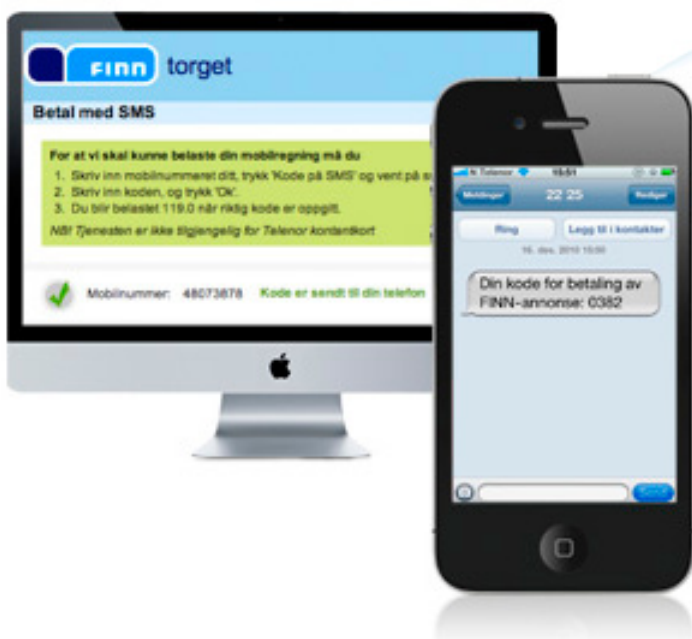 FINN torget
Betal med SMS
For at vi skal kunne belaste din mobilregning må du
1. Skriv inn mobilnummeret ditt, trykk 'Kode på SMS' og vent på
2. Skriv inn koden, og trykk 'Ok'.
3. Du blir belastet 119.0 når riktig kode er oppgitt.
NB! Tjenesten er ikke tilgjengelig for Telenor kontantkort
Mobilnummer: 48073878 Kode er sendt til din telefon
Telenor 15:51
Meldinger 22 25 Rediger
Ring Legg til i kontakter
16. des. 2010 15:50
Din kode for betaling av
FINN-annonse: 0382
Send